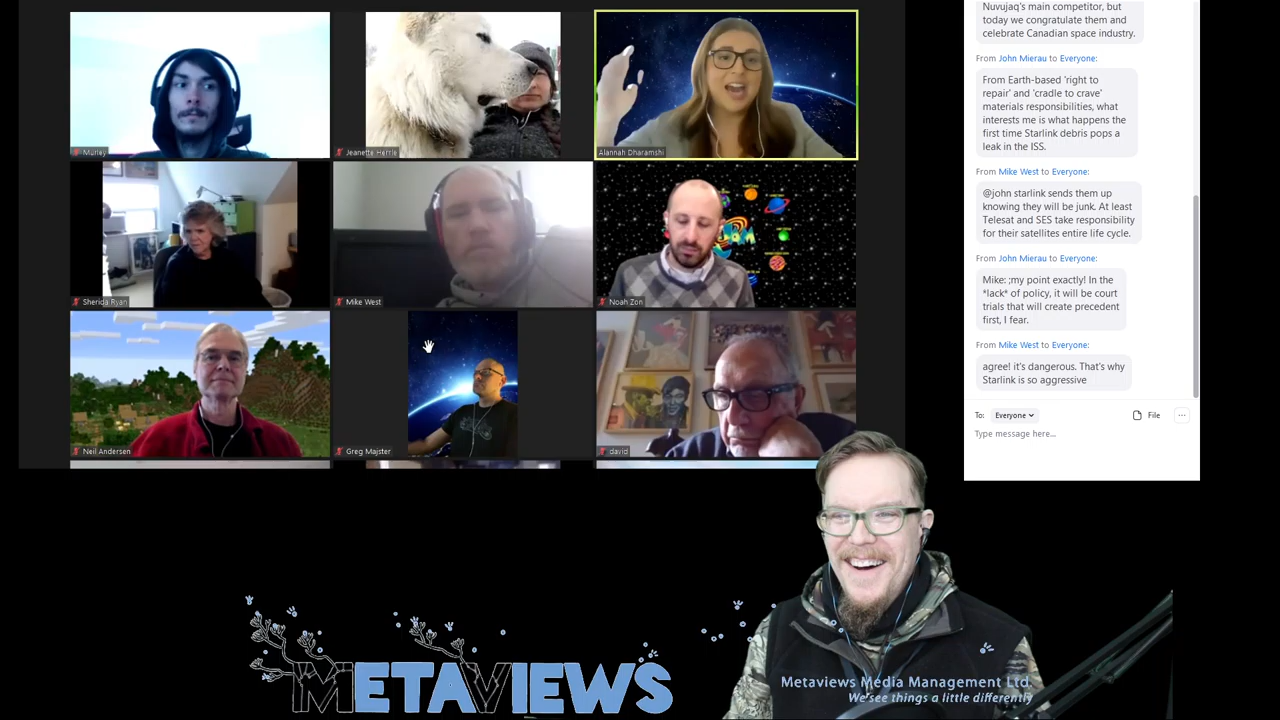 Murley
Jeanette Herrle
Alannah Dharamshi
Sherida Ryan
Mike West
Noah Zon
Neil Andersen
Greg Majster
david
Nuvujaq's main competitor, but
today we congratulate them and
celebrate Canadian space industry.
From John Mierau to Everyone:
From Earth-based 'right to
repair' and 'cradle to crave'
materials responsibilities, what
interests me is what happens the
first time Starlink debris pops a
leak in the ISS.
From Mike West to Everyone:
@john starlink sends them up
knowing they will be junk. At least
Telesat and SES take responsibility
for their satellites entire life cycle.
From John Mierau to Everyone:
Mike: ;my point exactly! In the
*lack* of policy, it will be court
trials that will create precedent
first, I fear.
From Mike West to Everyone:
agree! it's dangerous. That's why
Starlink is so aggressive
To: Everyone
File
...
Type message here...
METAVIEWS
Metaviews Media Management Ltd.
We see things a little differently